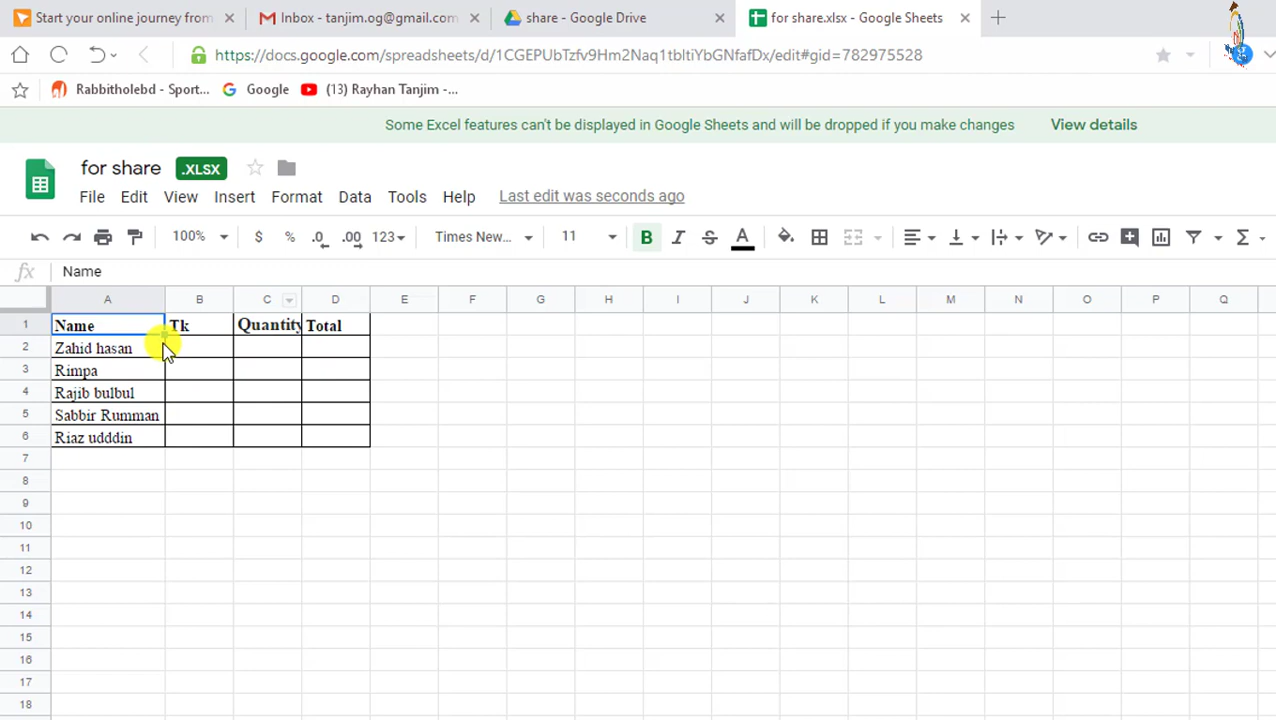 Start your online journey from
Inbox - tanjim.og@gmail.com
share - Google Drive
for share.xlsx - Google Sheets
https://docs.google.com/spreadsheets/d/1CGEPUbTzfv9Hm2Naq1tbltiYbGNfafDx/edit#gid=782975528
Rabbitholebd - Sport...
Google
(13) Rayhan Tanjim -...
Some Excel features can't be displayed in Google Sheets and will be dropped if you make changes View details
for share .XLSX
File Edit View Insert Format Data Tools Help Last edit was seconds ago
100% $ % .0 .00 123 Times New... 11 B I S A Σ
fx Name
A B C D E F G H I J K L M N O P Q
1 Name Tk Quantity Total
2 Zahid hasan
3 Rimpa
4 Rajib bulbul
5 Sabbir Rumman
6 Riaz udddin
7
8
9
10
11
12
13
14
15
16
17
18